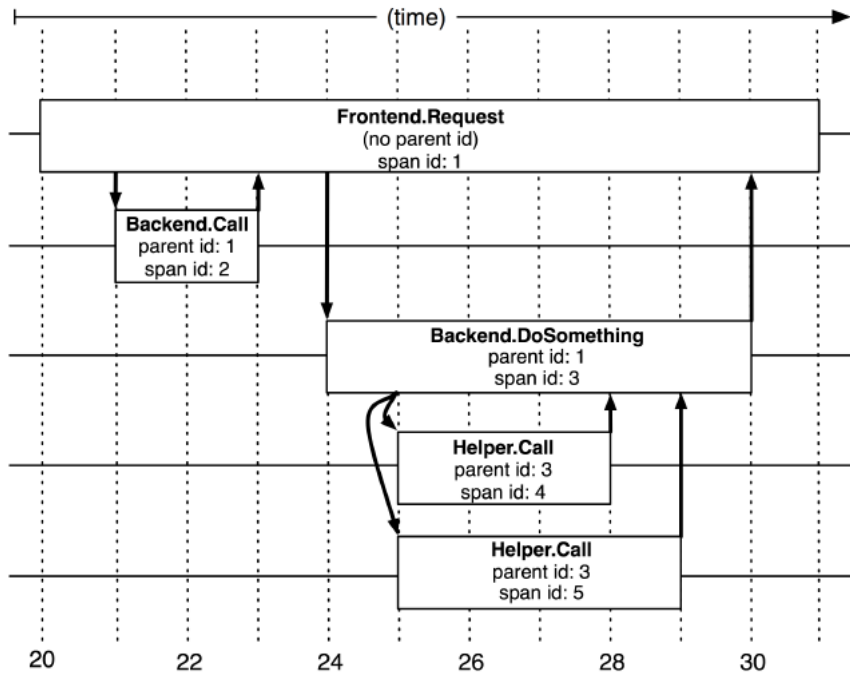 (time)
Frontend.Request
(no parent id)
span id: 1
Backend.Call
parent id: 1
span id: 2
Backend.DoSomething
parent id: 1
span id: 3
Helper.Call
parent id: 3
span id: 4
Helper.Call
parent id: 3
span id: 5
20 22 24 26 28 30